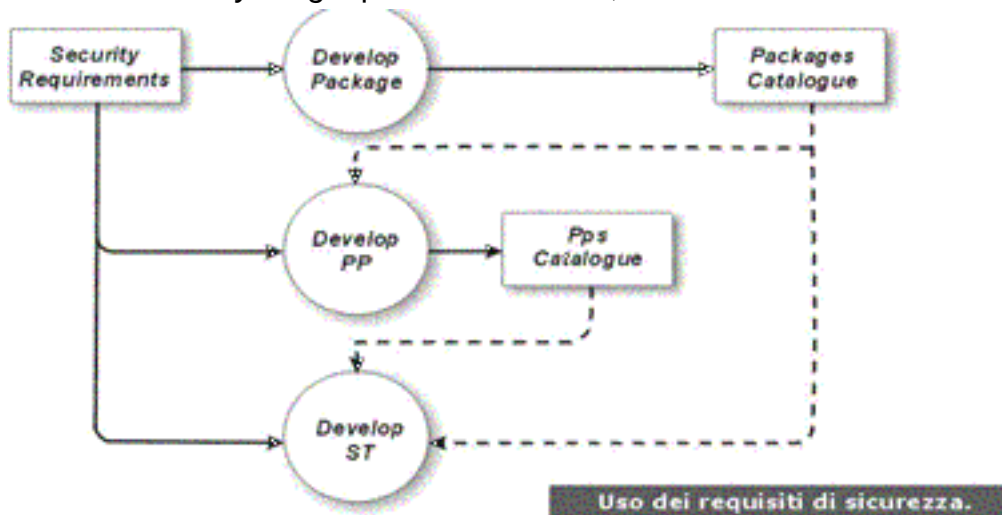 Security
Requirements
Develop
Package
Packages
Catalogue
Develop
PP
Pps
Catalogue
Develop
ST
Uso dei requisiti di sicurezza.